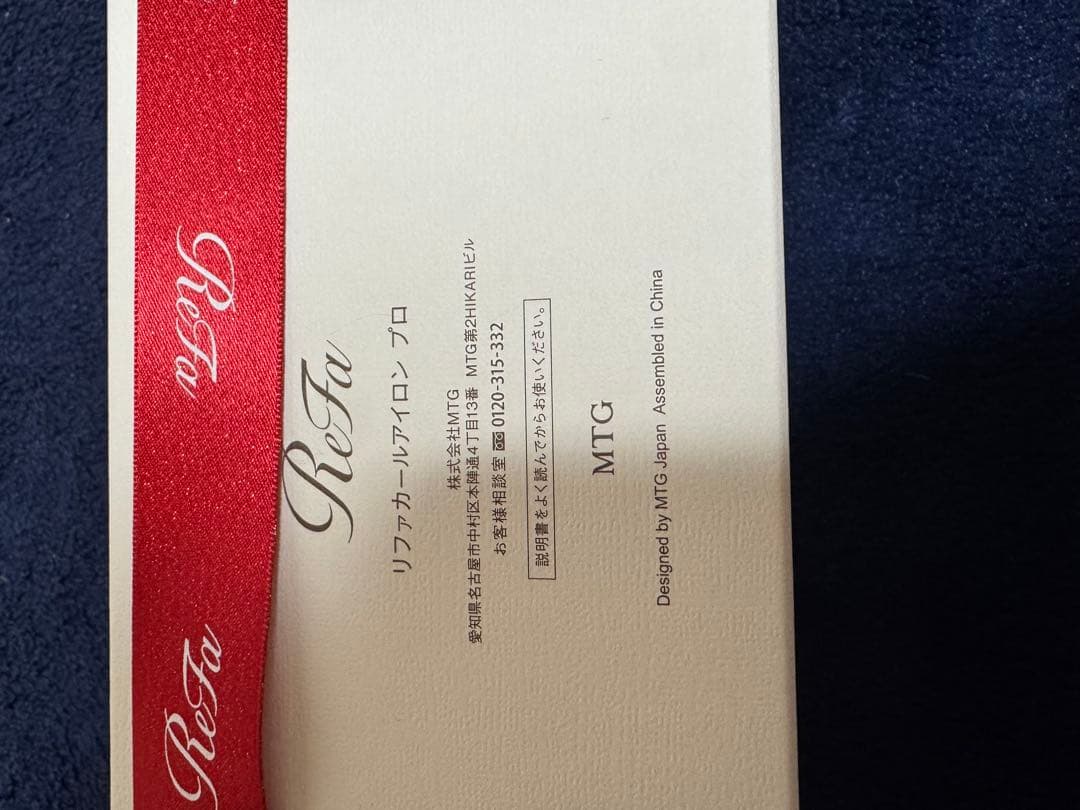 ReFa
ReFa
ReFa
リファカールアイロン プロ
株式会社MTG
愛知県名古屋市中村区本陣通4丁目13番 MTG第2HIKARIビル
お客様相談室 0120-315-332
説明書をよく読んでからお使いください。
MTG
Designed by MTG Japan Assembled in China